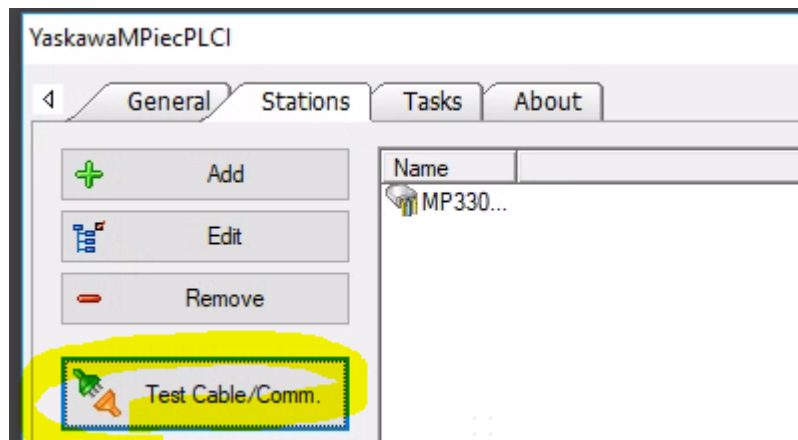 YaskawaMPiecPLCI
General Stations Tasks About
Add
Name
MP330...
Edit
Remove
Test Cable/Comm.